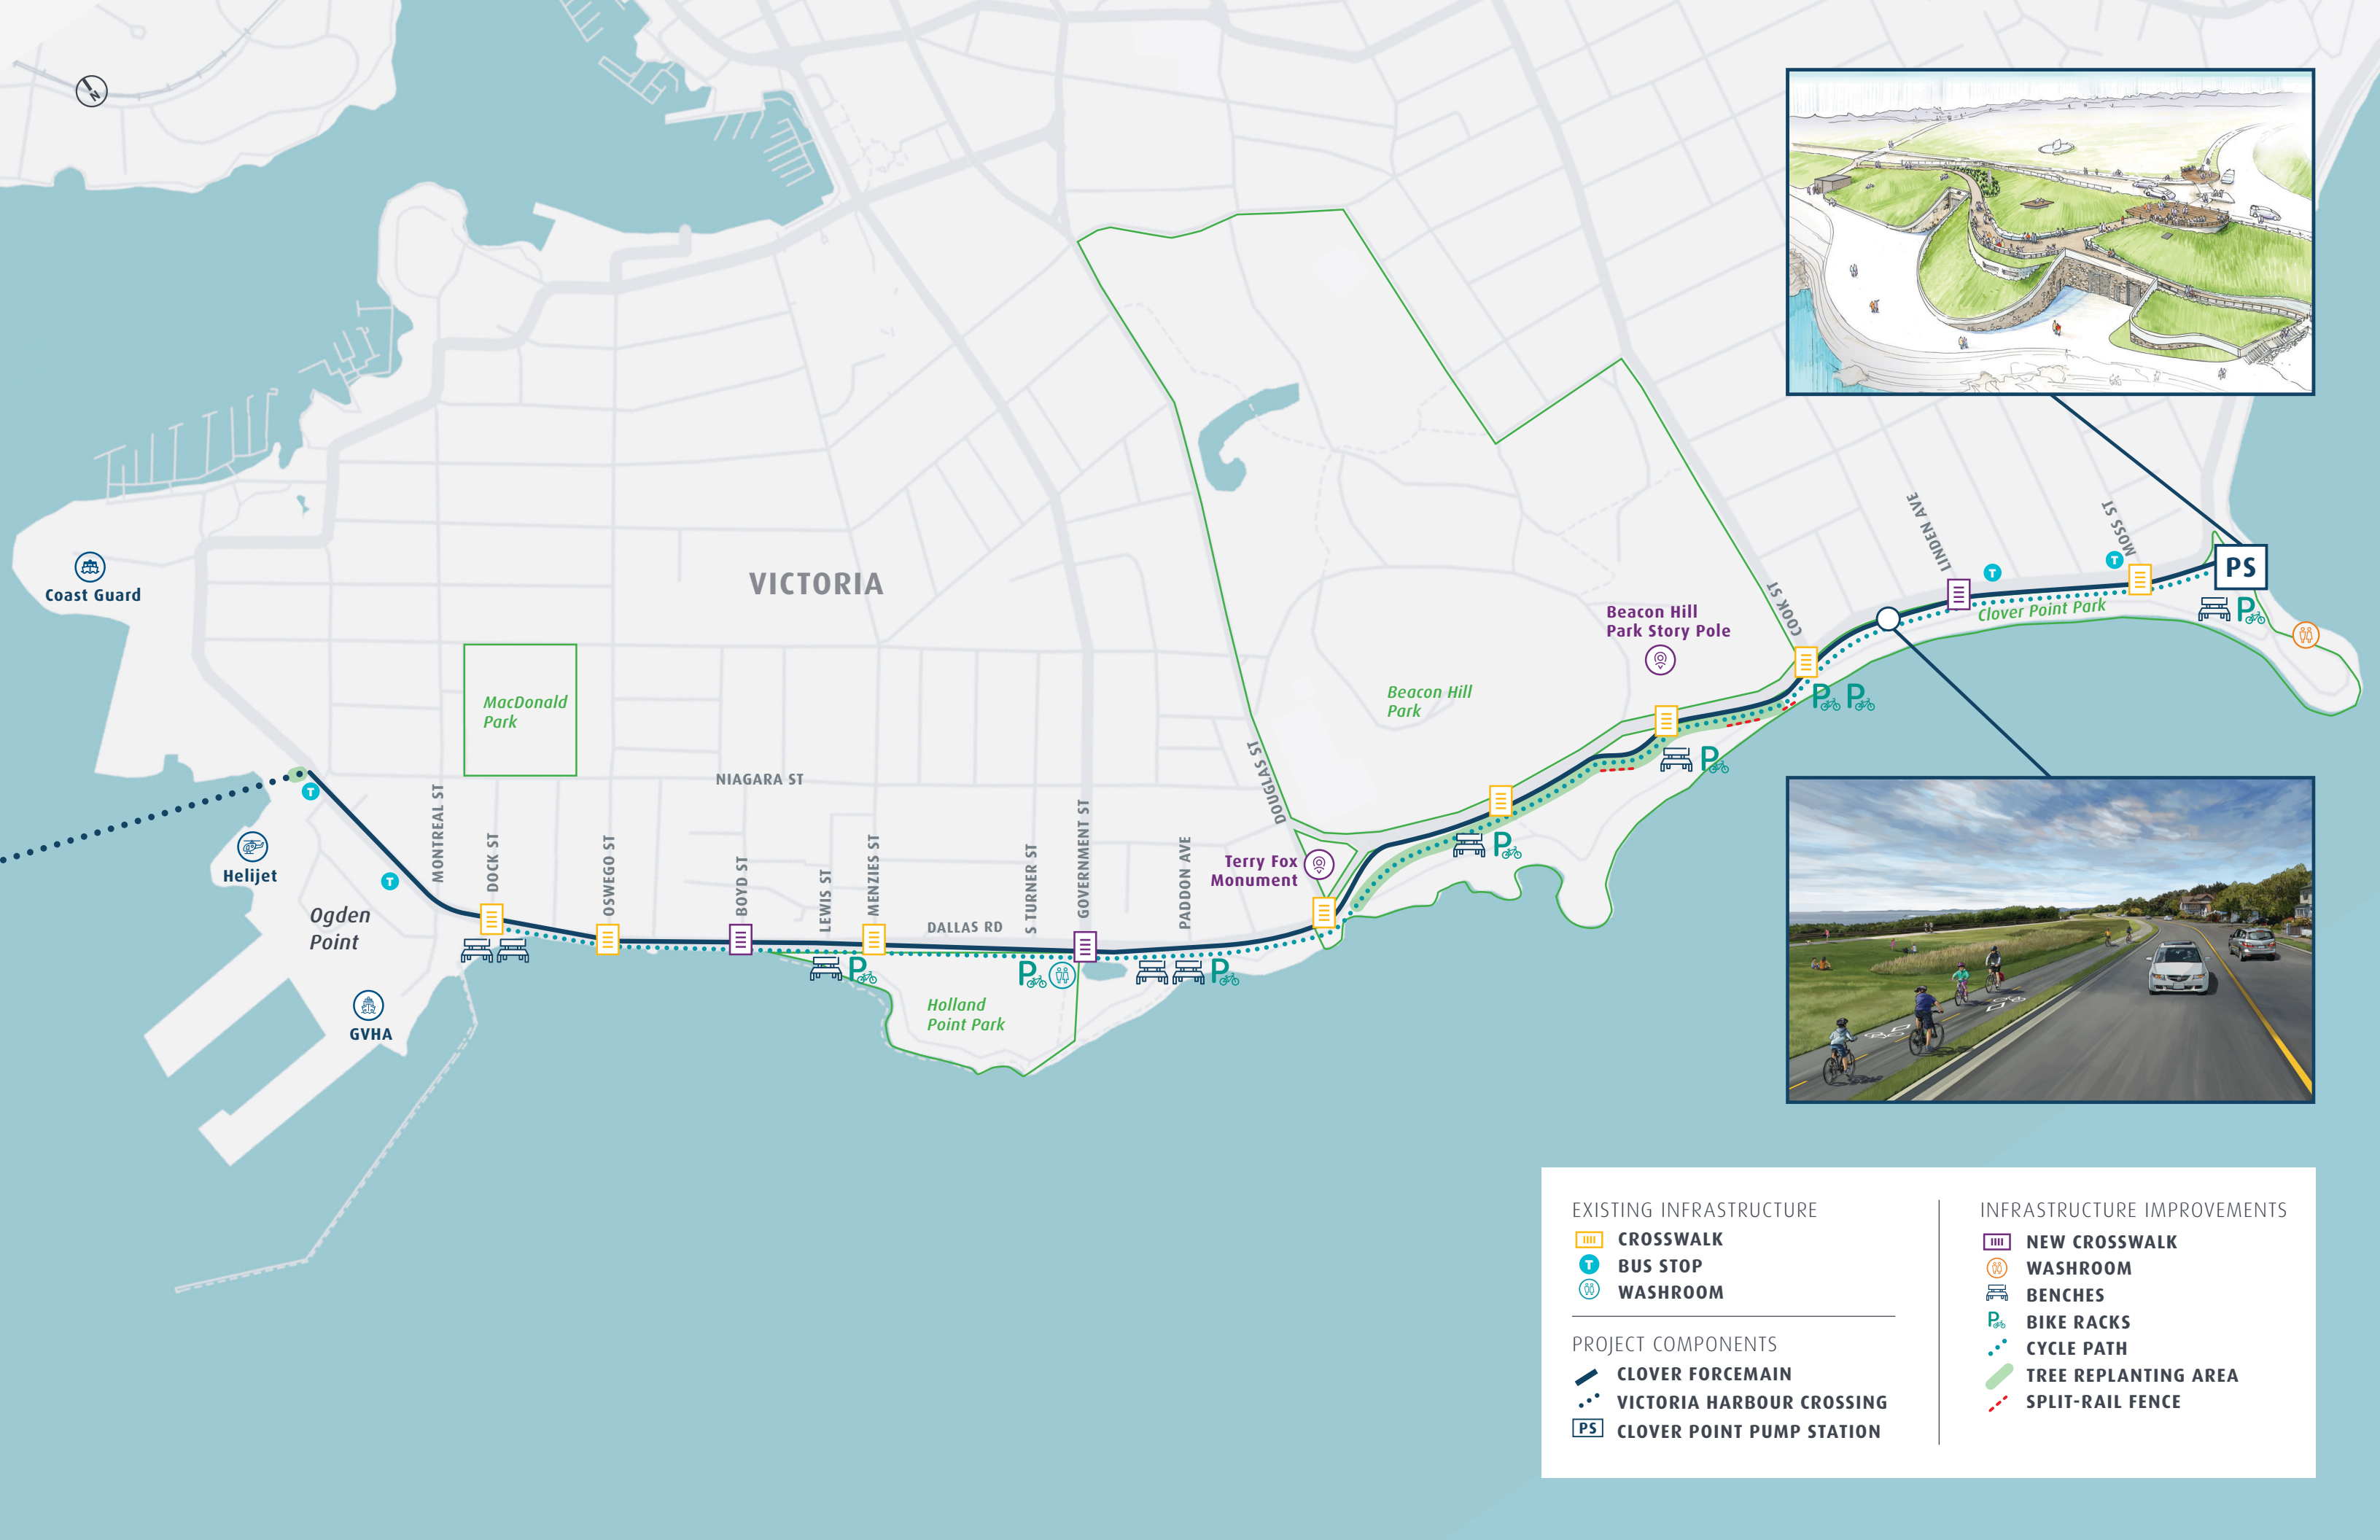 N
Coast Guard
VICTORIA
MacDonald
Park
NIAGARA ST
Helijet
Ogden
Point
GVHA
MONTREAL ST
DOCK ST
OSWEGO ST
BOYD ST
LEWIS ST
MENZIES ST
DALLAS RD
S TURNER ST
GOVERNMENT ST
PADDON AVE
DOUGLAS ST
Holland
Point Park
Terry Fox
Monument
Beacon Hill
Park
Beacon Hill
Park Story Pole
COOK ST
LINDEN AVE
MOSS ST
Clover Point Park
PS
T
T
T
T
P
P
P
P
P
P
P
P
EXISTING INFRASTRUCTURE
CROSSWALK
T BUS STOP
WASHROOM
PROJECT COMPONENTS
CLOVER FORCEMAIN
VICTORIA HARBOUR CROSSING
PS CLOVER POINT PUMP STATION
INFRASTRUCTURE IMPROVEMENTS
NEW CROSSWALK
WASHROOM
BENCHES
P BIKE RACKS
CYCLE PATH
TREE REPLANTING AREA
SPLIT-RAIL FENCE